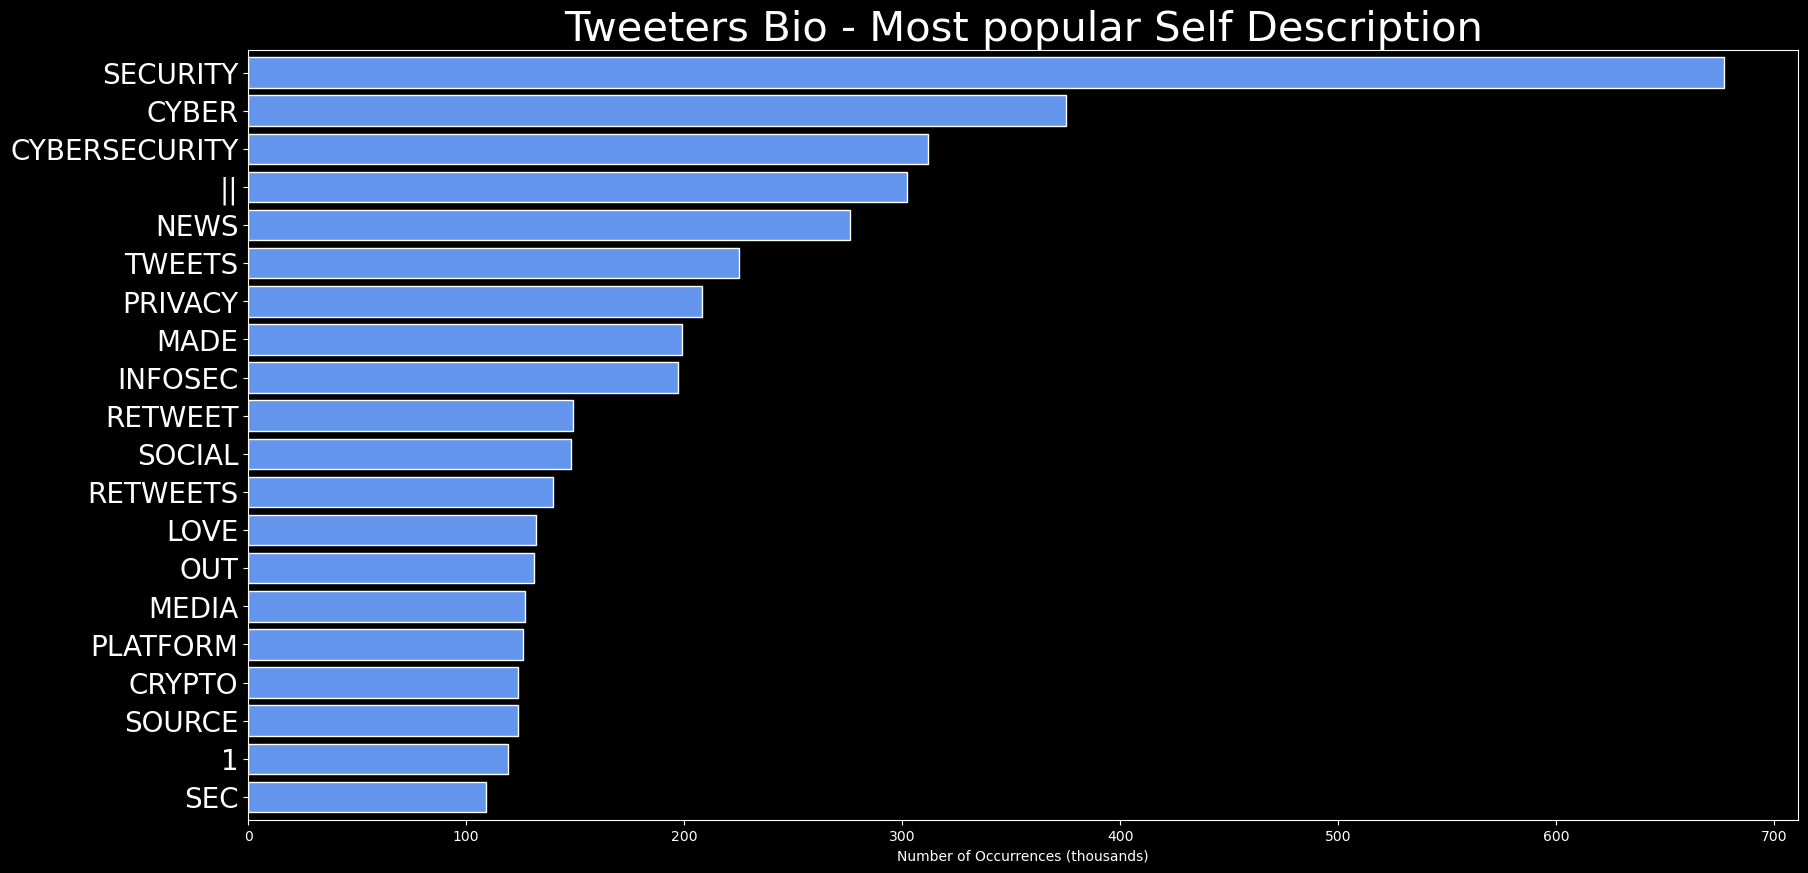 Tweeters Bio - Most popular Self Description
SECURITY
CYBER
CYBERSECURITY
||
NEWS
TWEETS
PRIVACY
MADE
INFOSEC
RETWEET
SOCIAL
RETWEETS
LOVE
OUT
MEDIA
PLATFORM
CRYPTO
SOURCE
1
SEC
0 100 200 300 400 500 600 700
Number of Occurrences (thousands)